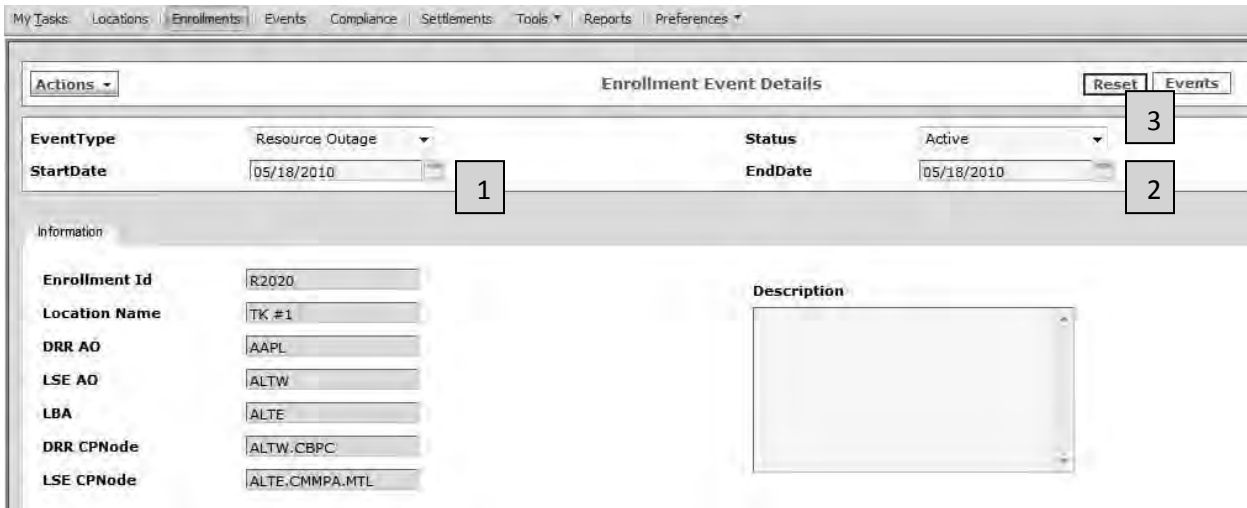 My Tasks Locations Enrollments Events Compliance Settlements Tools Reports Preferences
Actions Enrollment Event Details Reset Events
3
EventType Resource Outage Status Active
StartDate 05/18/2010 EndDate 05/18/2010
1 2
Information
Enrollment Id R2020
Description
Location Name TK #1
DRR AO AAPL
LSE AO ALTW
LBA ALTE
DRR CPNode ALTW.CBPC
LSE CPNode ALTE.CMMPA.MTL